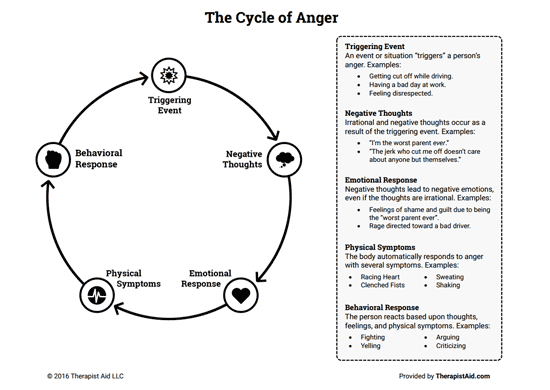 The Cycle of Anger
Triggering
Event
Negative
Thoughts
Emotional
Response
Physical
Symptoms
Behavioral
Response
Triggering Event
An event or situation "triggers" a person's
anger. Examples:
• Getting cut off while driving.
• Having a bad day at work.
• Feeling disrespected.
Negative Thoughts
Irrational and negative thoughts occur as a
result of the triggering event. Examples:
• "I'm the worst parent ever."
• "The jerk who cut me off doesn't care
about anyone but themselves."
Emotional Response
Negative thoughts lead to negative emotions,
even if the thoughts are irrational. Examples:
• Feelings of shame and guilt due to being
the "worst parent ever".
• Rage directed toward a bad driver.
Physical Symptoms
The body automatically responds to anger
with several symptoms. Examples:
• Racing Heart • Sweating
• Clenched Fists • Shaking
Behavioral Response
The person reacts based upon thoughts,
feelings, and physical symptoms. Examples:
• Fighting • Arguing
• Yelling • Criticizing
© 2016 Therapist Aid LLC
Provided by TherapistAid.com